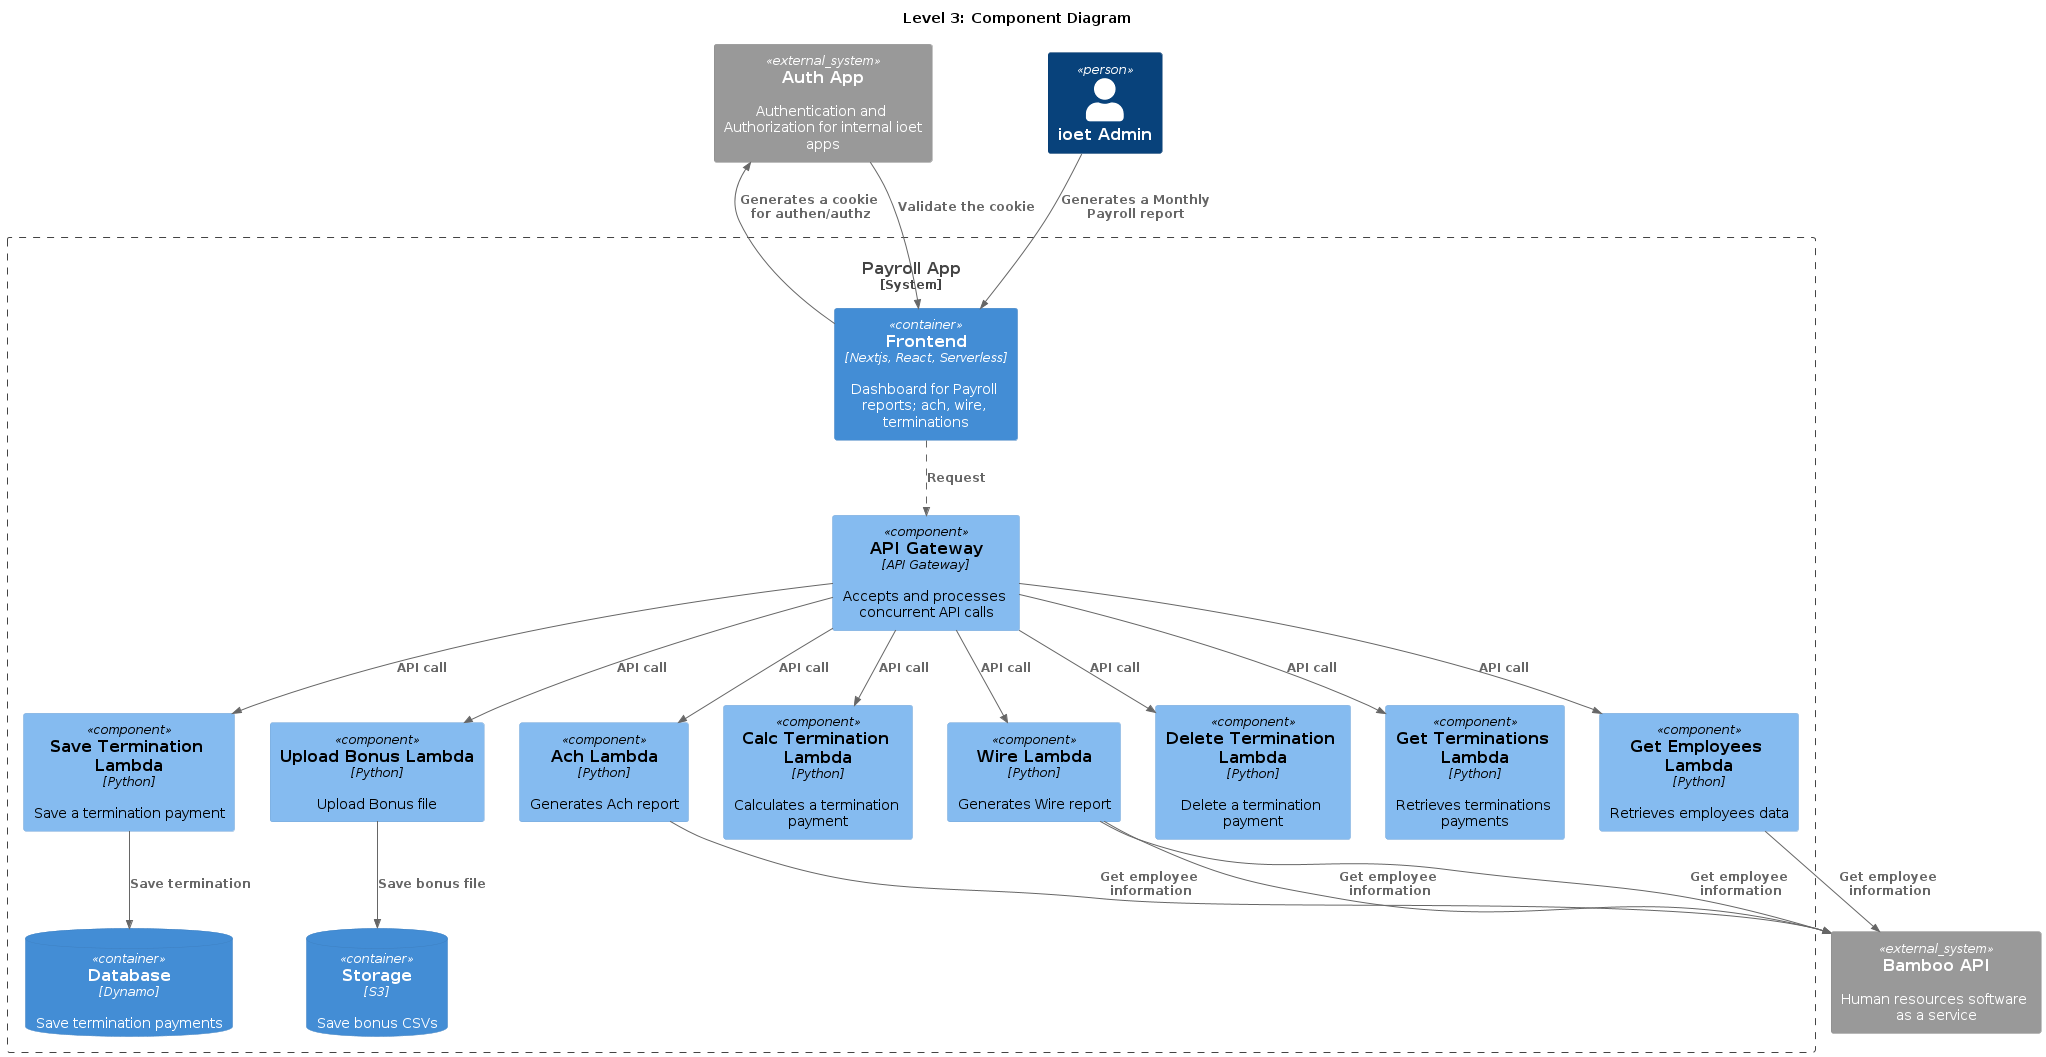 Level 3: Component Diagram
«external_system»
Auth App
Authentication and
Authorization for internal ioet
apps
«person»
ioet Admin
Generates a cookie
for authen/authz
Validate the cookie
Generates a Monthly
Payroll report
Payroll App
[System]
«container»
Frontend
[Nextjs, React, Serverless]
Dashboard for Payroll
reports; ach, wire,
terminations
Request
«component»
API Gateway
[API Gateway]
Accepts and processes
concurrent API calls
API call
API call
API call
API call
API call
API call
API call
API call
«component»
Save Termination
Lambda
[Python]
Save a termination payment
«component»
Upload Bonus Lambda
[Python]
Upload Bonus file
«component»
Ach Lambda
[Python]
Generates Ach report
«component»
Calc Termination
Lambda
[Python]
Calculates a termination
payment
«component»
Wire Lambda
[Python]
Generates Wire report
«component»
Delete Termination
Lambda
[Python]
Delete a termination
payment
«component»
Get Terminations
Lambda
[Python]
Retrieves terminations
payments
«component»
Get Employees
Lambda
[Python]
Retrieves employees data
Save termination
Save bonus file
Get employee
information
Get employee
information
Get employee
information
Get employee
information
«container»
Database
[Dynamo]
Save termination payments
«container»
Storage
[S3]
Save bonus CSVs
«external_system»
Bamboo API
Human resources software
as a service